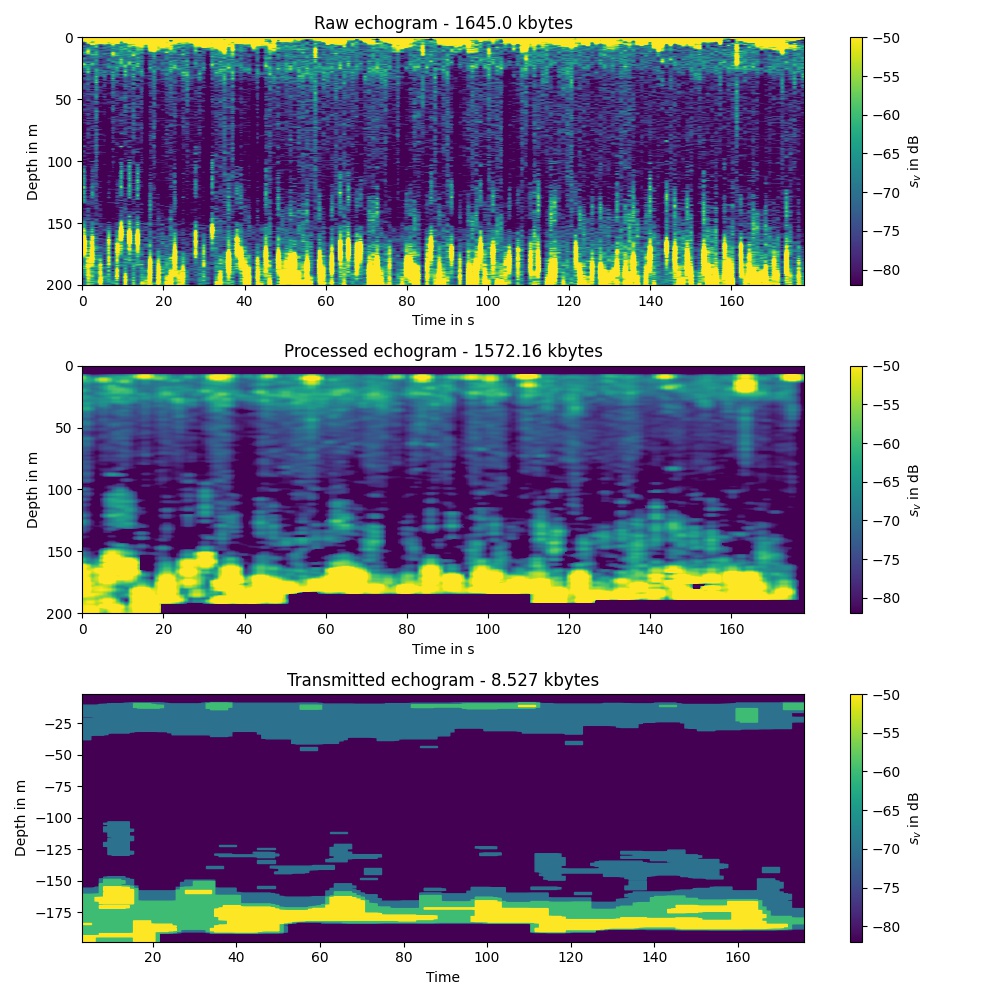 Raw echogram - 1645.0 kbytes
0
50
100
150
200
Depth in m
0 20 40 60 80 100 120 140 160
Time in s
−50
−55
−60
−65
−70
−75
−80
sv in dB
Processed echogram - 1572.16 kbytes
0
50
100
150
200
Depth in m
0 20 40 60 80 100 120 140 160
Time in s
−50
−55
−60
−65
−70
−75
−80
sv in dB
Transmitted echogram - 8.527 kbytes
−25
−50
−75
−100
−125
−150
−175
Depth in m
20 40 60 80 100 120 140 160
Time
−50
−55
−60
−65
−70
−75
−80
sv in dB